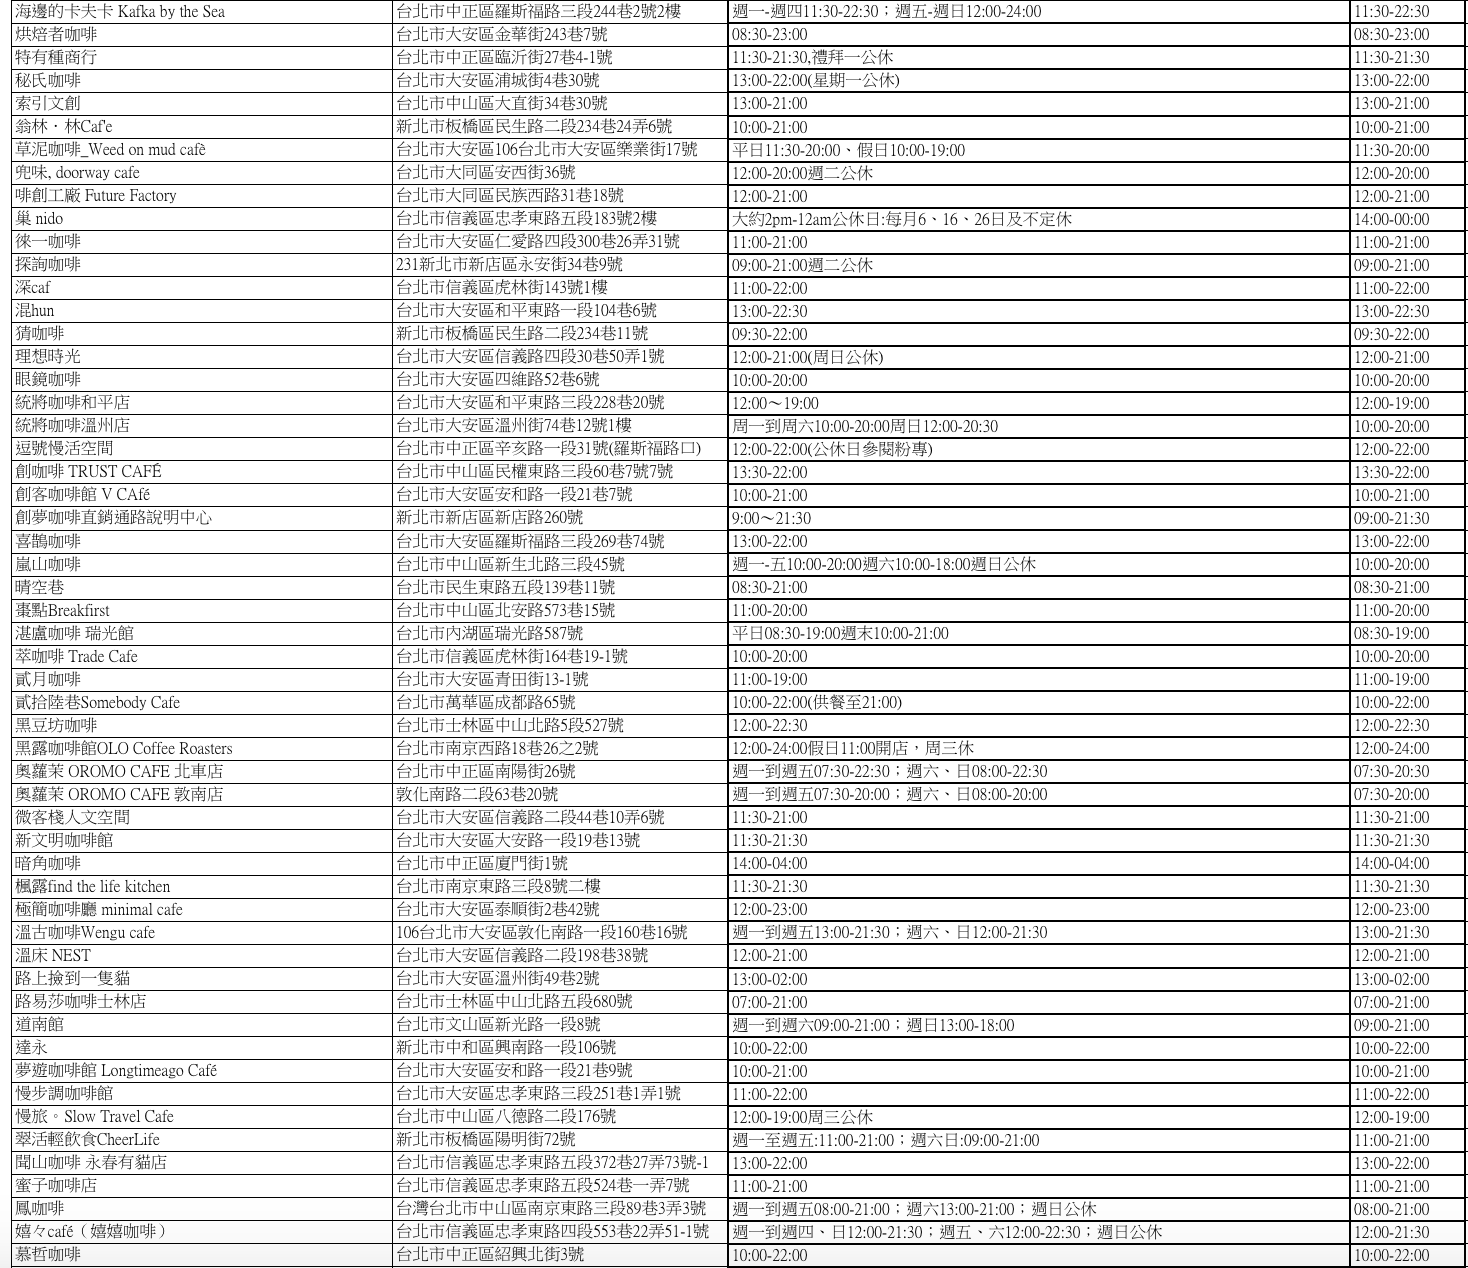 海邊的卡夫卡 Kafka by the Sea 台北市中正區羅斯福路三段244巷2號2樓 週一-週四11:30-22:30；週五-週日12:00-24:00 11:30-22:30
烘焙者咖啡 台北市大安區金華街243巷7號 08:30-23:00 08:30-23:00
特有種商行 台北市中正區臨沂街27巷4-1號 11:30-21:30,禮拜一公休 11:30-21:30
秘氏咖啡 台北市大安區浦城街4巷30號 13:00-22:00(星期一公休) 13:00-22:00
索引文創 台北市中山區大直街34巷30號 13:00-21:00 13:00-21:00
翁林．林Caf'e 新北市板橋區民生路二段234巷24弄6號 10:00-21:00 10:00-21:00
草泥咖啡_Weed on mud cafè 台北市大安區106台北市大安區樂業街17號 平日11:30-20:00、假日10:00-19:00 11:30-20:00
兜味, doorway cafe 台北市大同區安西街36號 12:00-20:00週二公休 12:00-20:00
啡創工廠 Future Factory 台北市大同區民族西路31巷18號 12:00-21:00 12:00-21:00
巢 nido 台北市信義區忠孝東路五段183號2樓 大約2pm-12am公休日:每月6、16、26日及不定休 14:00-00:00
徠一咖啡 台北市大安區仁愛路四段300巷26弄31號 11:00-21:00 11:00-21:00
探詢咖啡 231新北市新店區永安街34巷9號 09:00-21:00週二公休 09:00-21:00
深caf 台北市信義區虎林街143號1樓 11:00-22:00 11:00-22:00
混hun 台北市大安區和平東路一段104巷6號 13:00-22:30 13:00-22:30
猜咖啡 新北市板橋區民生路二段234巷11號 09:30-22:00 09:30-22:00
理想時光 台北市大安區信義路四段30巷50弄1號 12:00-21:00(周日公休) 12:00-21:00
眼鏡咖啡 台北市大安區四維路52巷6號 10:00-20:00 10:00-20:00
統將咖啡和平店 台北市大安區和平東路三段228巷20號 12:00～19:00 12:00-19:00
統將咖啡溫州店 台北市大安區溫州街74巷12號1樓 周一到周六10:00-20:00周日12:00-20:30 10:00-20:00
逗號慢活空間 台北市中正區辛亥路一段31號(羅斯福路口) 12:00-22:00(公休日參閱粉專) 12:00-22:00
創咖啡 TRUST CAFÉ 台北市中山區民權東路三段60巷7號7號 13:30-22:00 13:30-22:00
創客咖啡館 V CAfé 台北市大安區安和路一段21巷7號 10:00-21:00 10:00-21:00
創夢咖啡直銷通路說明中心 新北市新店區新店路260號 9:00～21:30 09:00-21:30
喜鵲咖啡 台北市大安區羅斯福路三段269巷74號 13:00-22:00 13:00-22:00
嵐山咖啡 台北市中山區新生北路三段45號 週一-五10:00-20:00週六10:00-18:00週日公休 10:00-20:00
晴空巷 台北市民生東路五段139巷11號 08:30-21:00 08:30-21:00
棗點Breakfirst 台北市中山區北安路573巷15號 11:00-20:00 11:00-20:00
湛盧咖啡 瑞光館 台北市內湖區瑞光路587號 平日08:30-19:00週末10:00-21:00 08:30-19:00
萃咖啡 Trade Cafe 台北市信義區虎林街164巷19-1號 10:00-20:00 10:00-20:00
貳月咖啡 台北市大安區青田街13-1號 11:00-19:00 11:00-19:00
貳拾陸巷Somebody Cafe 台北市萬華區成都路65號 10:00-22:00(供餐至21:00) 10:00-22:00
黑豆坊咖啡 台北市士林區中山北路5段527號 12:00-22:30 12:00-22:30
黑露咖啡館OLO Coffee Roasters 台北市南京西路18巷26之2號 12:00-24:00假日11:00開店，周三休 12:00-24:00
奧蘿茉 OROMO CAFE 北車店 台北市中正區南陽街26號 週一到週五07:30-22:30；週六、日08:00-22:30 07:30-20:30
奧蘿茉 OROMO CAFE 敦南店 敦化南路二段63巷20號 週一到週五07:30-20:00；週六、日08:00-20:00 07:30-20:00
微客棧人文空間 台北市大安區信義路二段44巷10弄6號 11:30-21:00 11:30-21:00
新文明咖啡館 台北市大安區大安路一段19巷13號 11:30-21:30 11:30-21:30
暗角咖啡 台北市中正區廈門街1號 14:00-04:00 14:00-04:00
楓露find the life kitchen 台北市南京東路三段8號二樓 11:30-21:30 11:30-21:30
極簡咖啡廳 minimal cafe 台北市大安區泰順街2巷42號 12:00-23:00 12:00-23:00
溫古咖啡Wengu cafe 106台北市大安區敦化南路一段160巷16號 週一到週五13:00-21:30；週六、日12:00-21:30 13:00-21:30
溫床 NEST 台北市大安區信義路二段198巷38號 12:00-21:00 12:00-21:00
路上撿到一隻貓 台北市大安區溫州街49巷2號 13:00-02:00 13:00-02:00
路易莎咖啡士林店 台北市士林區中山北路五段680號 07:00-21:00 07:00-21:00
道南館 台北市文山區新光路一段8號 週一到週六09:00-21:00；週日13:00-18:00 09:00-21:00
達永 新北市中和區興南路一段106號 10:00-22:00 10:00-22:00
夢遊咖啡館 Longtimeago Café 台北市大安區安和路一段21巷9號 10:00-21:00 10:00-21:00
慢步調咖啡館 台北市大安區忠孝東路三段251巷1弄1號 11:00-22:00 11:00-22:00
慢旅。Slow Travel Cafe 台北市中山區八德路二段176號 12:00-19:00周三公休 12:00-19:00
翠活輕飲食CheerLife 新北市板橋區陽明街72號 週一至週五:11:00-21:00；週六日:09:00-21:00 11:00-21:00
聞山咖啡 永春有貓店 台北市信義區忠孝東路五段372巷27弄73號-1 13:00-22:00 13:00-22:00
蜜子咖啡店 台北市信義區忠孝東路五段524巷一弄7號 11:00-21:00 11:00-21:00
鳳咖啡 台灣台北市中山區南京東路三段89巷3弄3號 週一到週五08:00-21:00；週六13:00-21:00；週日公休 08:00-21:00
嬉々café（嬉嬉咖啡） 台北市信義區忠孝東路四段553巷22弄51-1號 週一到週四、日12:00-21:30；週五、六12:00-22:30；週日公休 12:00-21:30
慕哲咖啡 台北市中正區紹興北街3號 10:00-22:00 10:00-22:00